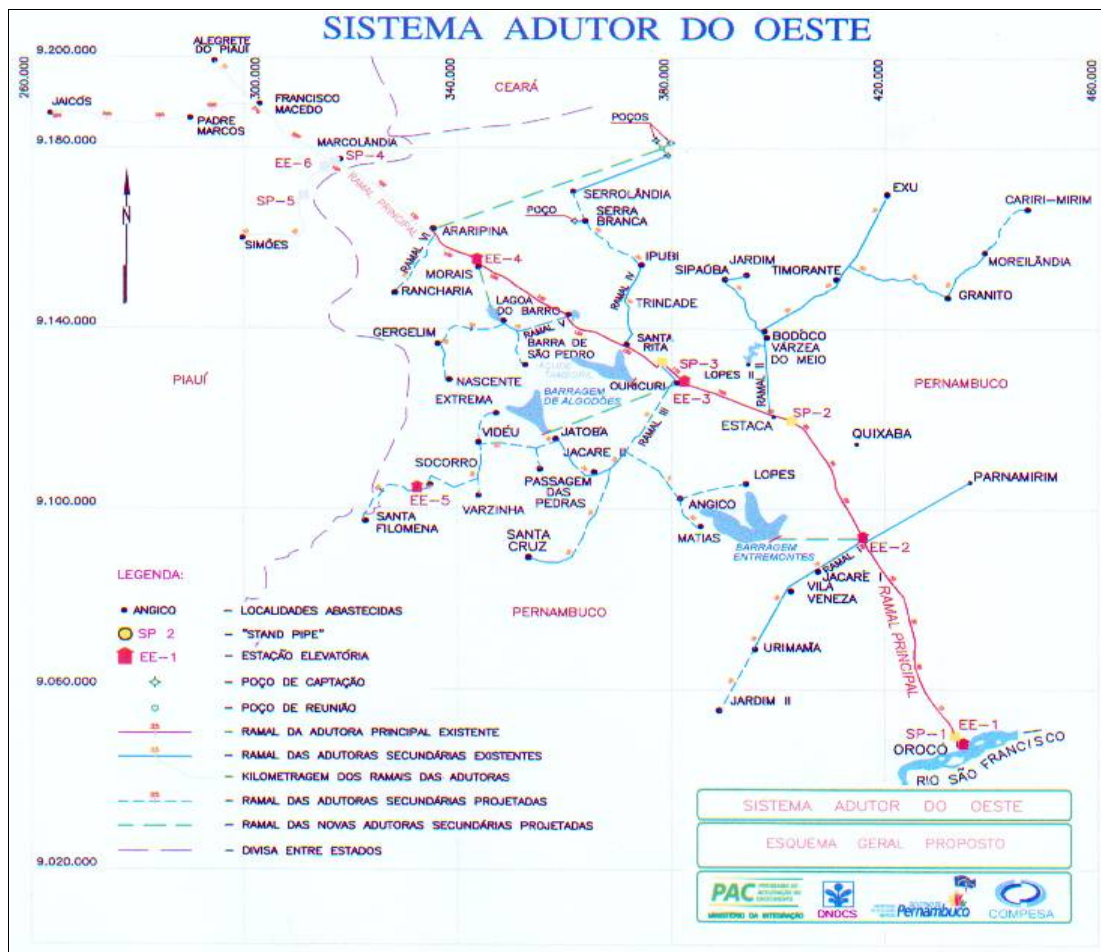 SISTEMA ADUTOR DO OESTE
9.200.000
260.000
300.000
340.000
380.000
420.000
460.000
ALEGRETE
DO PIAUÍ
CEARÁ
JAICÓS
FRANCISCO
MACEDO
PADRE
MARCOS
POÇOS
9.180.000
MARCOLÂNDIA
SP-4
EE-6
RAMAL PRINCIPAL
SP-5
SERROLÂNDIA
EXU
CARIRI-MIRIM
N
POÇO
SERRA
BRANCA
SIMÕES
ARARIPINA
RAMAL VI
EE-4
MORAIS
IPUBI
JARDIM
SIPAÚBA
TIMORANTE
MOREILÂNDIA
RANCHARIA
RAMAL IV
GRANITO
LAGOA
DO BARRO
TRINDADE
9.140.000
RAMAL V
GERGELIM
BARRA DE
SÃO PEDRO
SANTA
RITA
BODÓCO
VÁRZEA
DO MEIO
SP-3
LOPES II
RAMAL II
PIAUÍ
NASCENTE
OURICURI
EE-3
PERNAMBUCO
EXTREMA
BARRAGEM
DE ALGODÕES
RAMAL III
ESTACA
SP-2
VIDÉU
JATOBA
QUIXABA
SOCORRO
JACARE II
LOPES
PARNAMIRIM
EE-5
PASSAGEM
DAS
PEDRAS
9.100.000
VARZINHA
ANGICO
SANTA
FILOMENA
SANTA
CRUZ
MATIAS
BARRAGEM
ENTREMONTES
EE-2
RAMAL I
JACARÉ I
VILA
VENEZA
RAMAL PRINCIPAL
LEGENDA:
ANGICO – LOCALIDADES ABASTECIDAS
PERNAMBUCO
SP 2 – "STAND PIPE"
EE-1 – ESTAÇÃO ELEVATÓRIA
URIMAMÃ
– POÇO DE CAPTAÇÃO
9.060.000
– POÇO DE REUNIÃO
JARDIM II
– RAMAL DA ADUTORA PRINCIPAL EXISTENTE
SP-1
EE-1
OROCÓ
– RAMAL DAS ADUTORAS SECUNDÁRIAS EXISTENTES
RIO SÃO FRANCISCO
– KILOMETRAGEM DOS RAMAIS DAS ADUTORAS
– RAMAL DAS ADUTORAS SECUNDÁRIAS PROJETADAS
SISTEMA ADUTOR DO OESTE
– RAMAL DAS NOVAS ADUTORAS SECUNDÁRIAS PROJETADAS
ESQUEMA GERAL PROPOSTO
– DIVISA ENTRE ESTADOS
9.020.000
PAC
PROGRAMA DE
ACELERAÇÃO DO
CRESCIMENTO
MINISTÉRIO DA INTEGRAÇÃO
DNOCS
Pernambuco
COMPESA